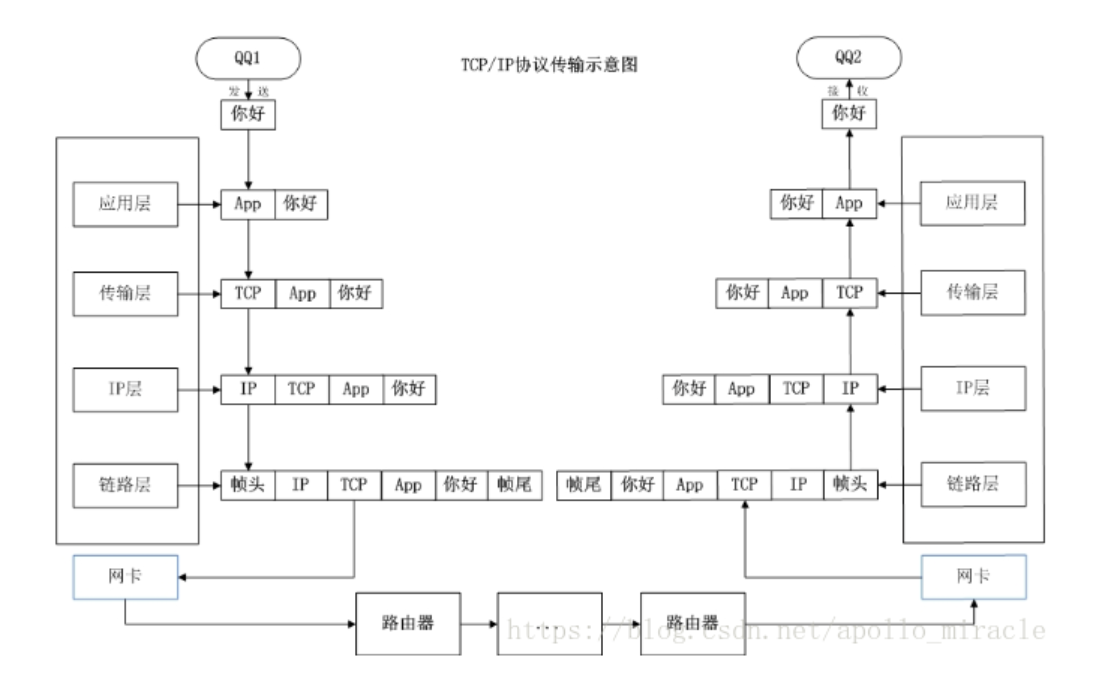 QQ1
TCP/IP协议传输示意图
QQ2
发 送
接 收
你好
你好
应用层
App 你好
你好 App
应用层
传输层
TCP App 你好
你好 App TCP
传输层
IP层
IP TCP App 你好
你好 App TCP IP
IP层
链路层
帧头 IP TCP App 你好 帧尾
帧尾 你好 App TCP IP 帧头
链路层
网卡
网卡
路由器
...
路由器
https://blog.csdn.net/apollo_miracle